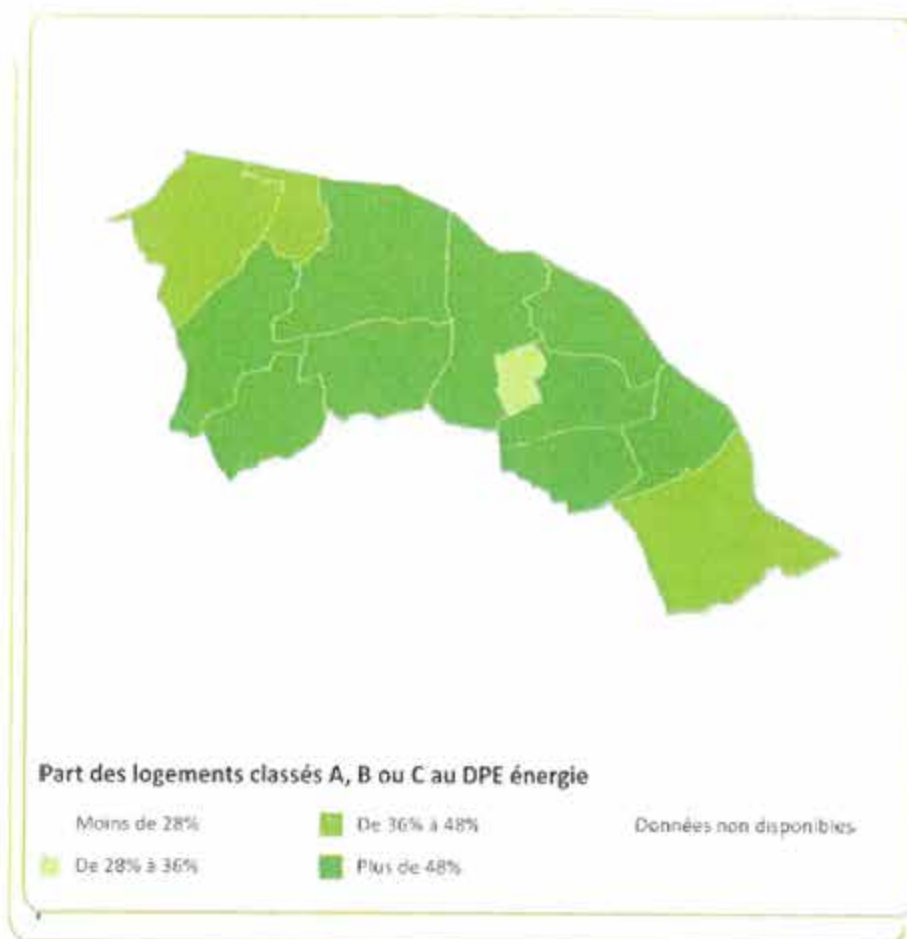 Part des logements classés A, B ou C au DPE énergie
Moins de 28%
De 36% à 48%
Données non disponibles
De 28% à 36%
Plus de 48%